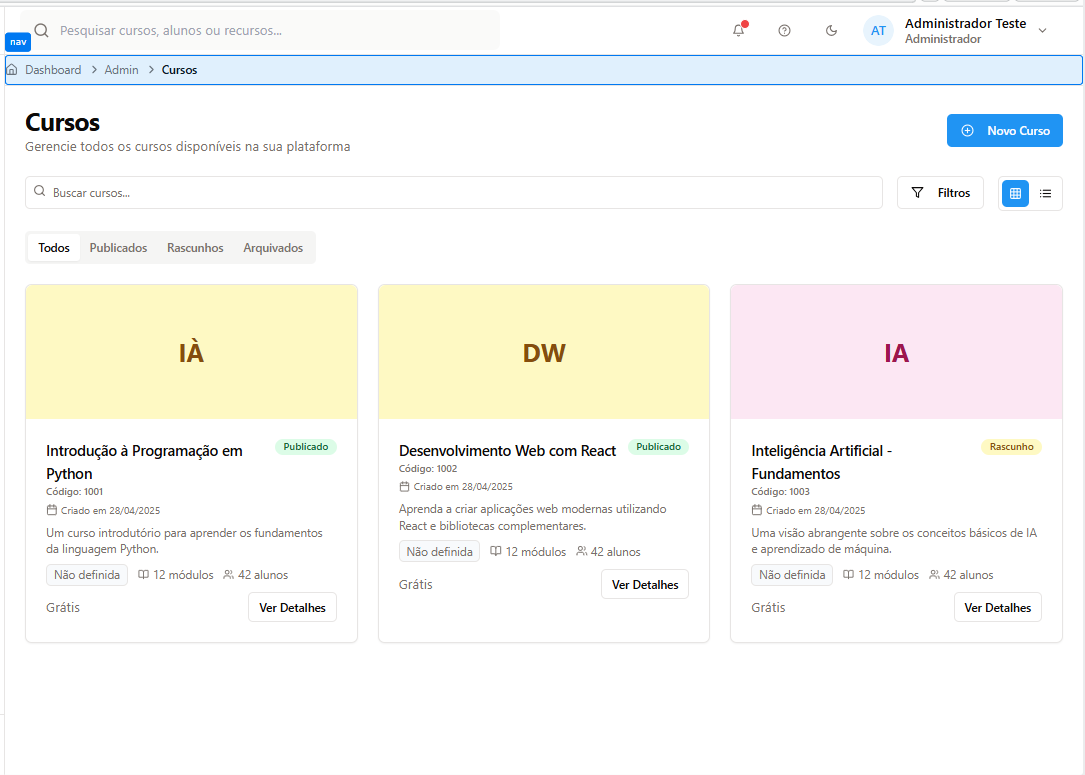 Pesquisar cursos, alunos ou recursos...
AT
Administrador Teste
Administrador
nav
Dashboard
Admin
Cursos
Cursos
Gerencie todos os cursos disponíveis na sua plataforma
Novo Curso
Buscar cursos...
Filtros
Todos
Publicados
Rascunhos
Arquivados
IÀ
Introdução à Programação em
Python
Publicado
Código: 1001
Criado em 28/04/2025
Um curso introdutório para aprender os fundamentos
da linguagem Python.
Não definida
12 módulos
42 alunos
Grátis
Ver Detalhes
DW
Desenvolvimento Web com React
Publicado
Código: 1002
Criado em 28/04/2025
Aprenda a criar aplicações web modernas utilizando
React e bibliotecas complementares.
Não definida
12 módulos
42 alunos
Grátis
Ver Detalhes
IA
Inteligência Artificial -
Fundamentos
Rascunho
Código: 1003
Criado em 28/04/2025
Uma visão abrangente sobre os conceitos básicos de IA
e aprendizado de máquina.
Não definida
12 módulos
42 alunos
Grátis
Ver Detalhes